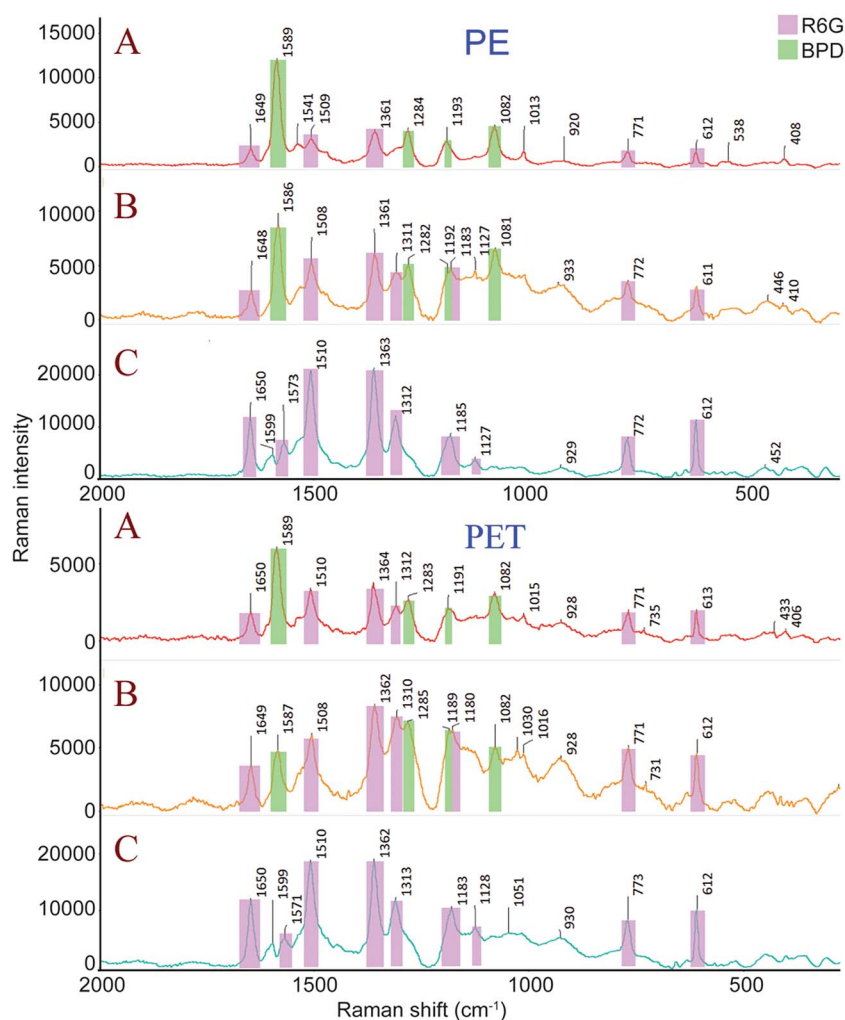 R6G
BPD
Raman intensity
PE
A
15000
10000
5000
0
1649 1589 1541 1509 1361 1284 1193 1082 1013 920 771 612 538 408
B
10000
5000
0
1648 1586 1508 1361 1311 1282 1192 1183 1127 1081 933 772 611 446 410
C
20000
10000
0
1650 1599 1573 1510 1363 1312 1185 1127 929 772 612 452
2000 1500 1000 500
PET
A
5000
0
1650 1589 1510 1364 1312 1283 1191 1082 1015 928 771 735 613 433 406
B
10000
5000
0
1649 1587 1508 1362 1310 1285 1189 1180 1082 1030 1016 928 771 731 612
C
20000
10000
0
1650 1599 1571 1510 1362 1313 1183 1128 1051 930 773 612
2000 1500 1000 500
Raman shift (cm⁻¹)